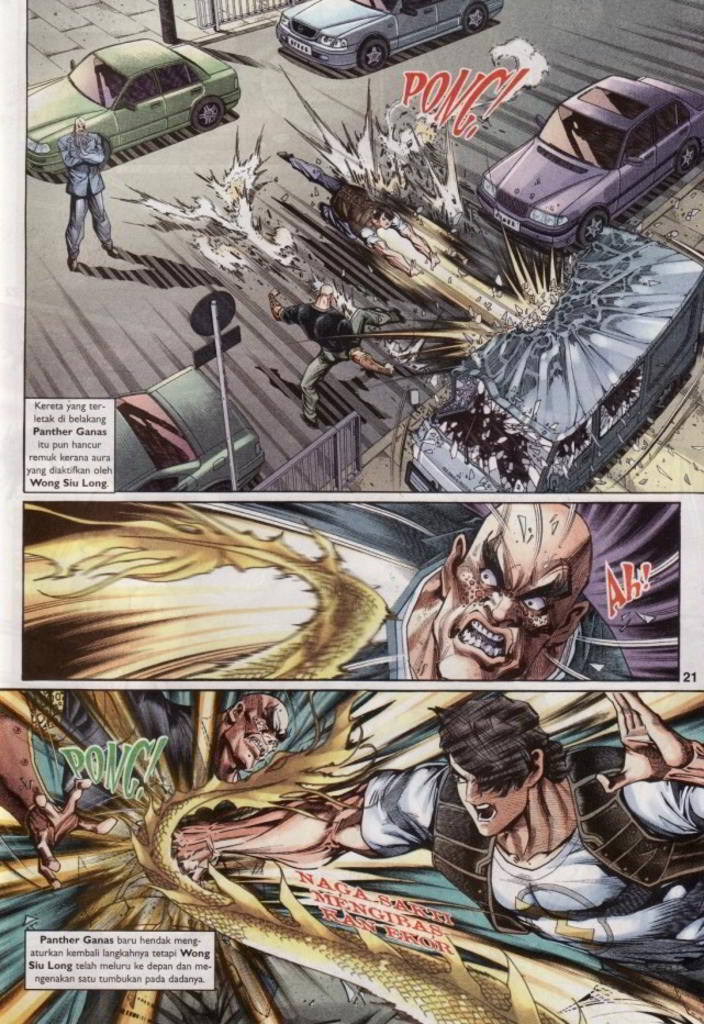 PONG!
Kereta yang ter-
letak di belakang
Panther Ganas
itu pun hancur
remuk kerana aura
yang diaktifkan oleh
Wong Siu Long.
Ah!
21
PONG!
NAGA SAKTI
MENGIBAS-
KAN EKOR
Panther Ganas baru hendak meng-
aturkan kembali langkahnya tetapi Wong
Siu Long telah meluru ke depan dan me-
ngenakan satu tumbukan pada dadanya.